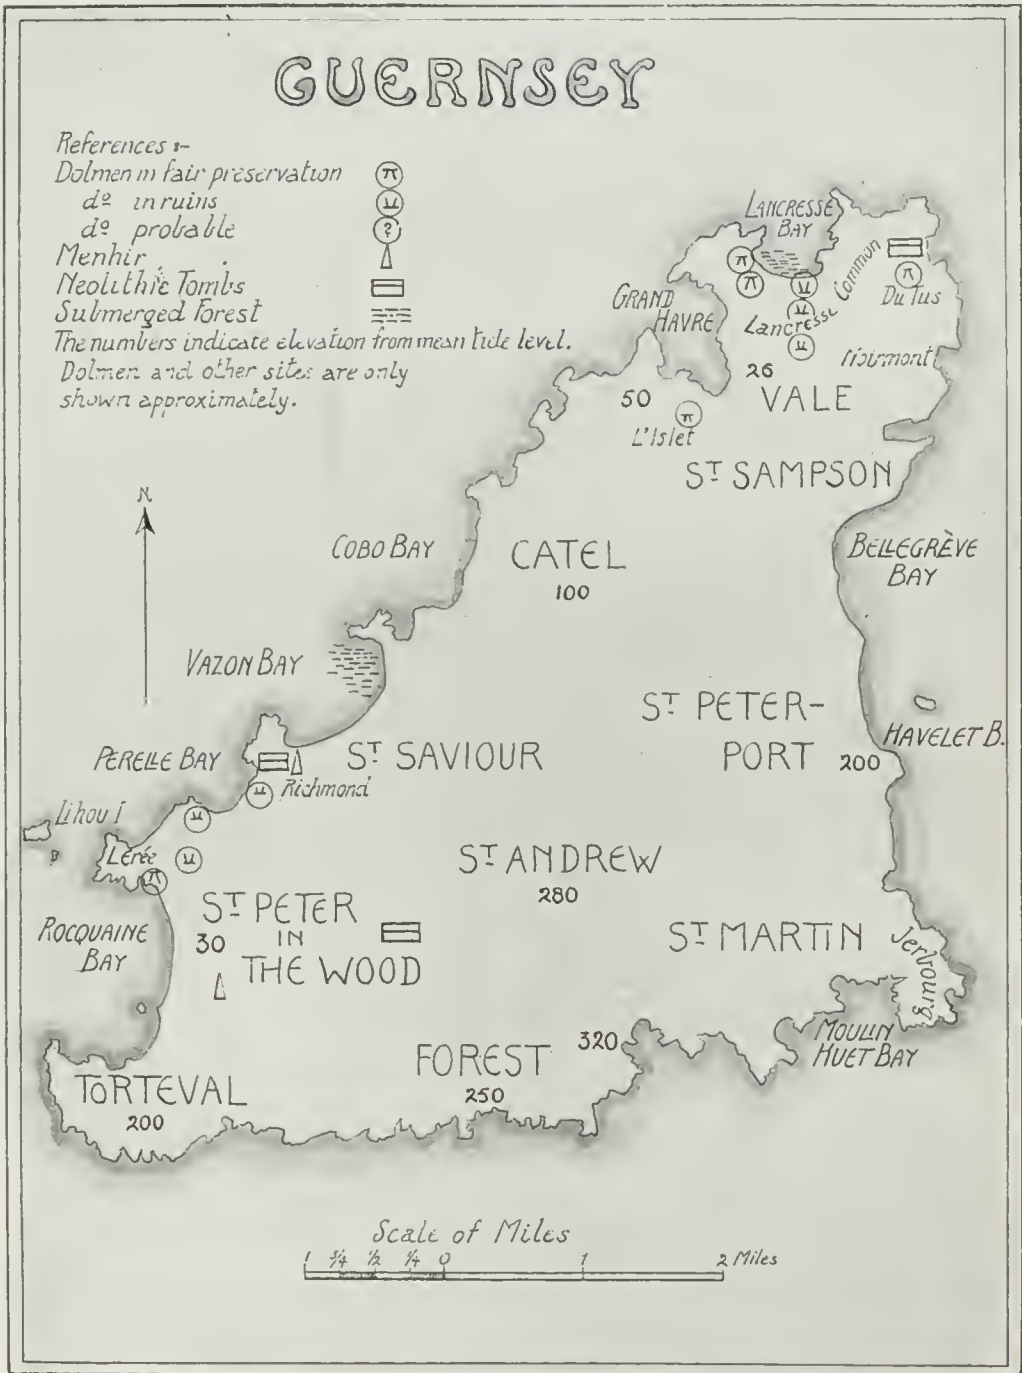 GUERNSEY
References :-
Dolmen in fair preservation
dº in ruins
dº probable
?
Menhir
Neolithic Tombs
Submerged Forest
The numbers indicate elevation from mean tide level.
Dolmen and other sites are only
shown approximately.
N
LANCRESSE
BAY
GRAND
HAVRE
Lancresse Common
Du Tus
Noirmont
26
VALE
50
L'Islet
ST SAMPSON
COBO BAY
CATEL
100
BELLEGRÈVE
BAY
VAZON BAY
ST PETER-
PORT
200
HAVELET B.
PERELLE BAY
ST SAVIOUR
Richmond
Lihou I
Lerée
ST ANDREW
280
ST PETER
30
IN
THE WOOD
ROCQUAINE
BAY
ST MARTIN
Jerbourg
MOULIN
HUET BAY
320
FOREST
250
TORTEVAL
200
Scale of Miles
1 3/4 1/2 1/4 0 1 2 Miles